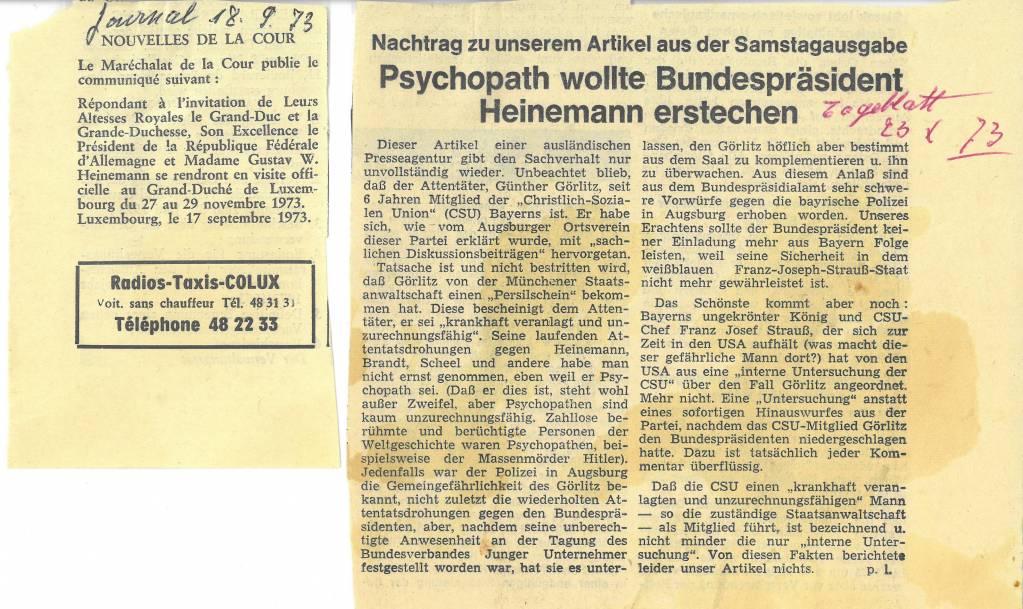 Journal 18. 9. 73
NOUVELLES DE LA COUR
Le Maréchalat de la Cour publie le
communiqué suivant :
Répondant à l'invitation de Leurs
Altesses Royales le Grand-Duc et la
Grande-Duchesse, Son Excellence le
Président de la République Fédérale
d'Allemagne et Madame Gustav W.
Heinemann se rendront en visite offi-
cielle au Grand-Duché de Luxem-
bourg du 27 au 29 novembre 1973.
Luxembourg, le 17 septembre 1973.
Radios-Taxis-COLUX
Voit. sans chauffeur Tél. 48 31 31
Téléphone 48 22 33
Nachtrag zu unserem Artikel aus der Samstagausgabe
Psychopath wollte Bundespräsident
Heinemann erstechen
Tageblatt
23 X 73
Dieser Artikel einer ausländischen
Presseagentur gibt den Sachverhalt nur
unvollständig wieder. Unbeachtet blieb,
daß der Attentäter, Günther Görlitz, seit
6 Jahren Mitglied der „Christlich-Sozia-
len Union“ (CSU) Bayerns ist. Er habe
sich, wie vom Augsburger Ortsverein
dieser Partei erklärt wurde, mit „sach-
lichen Diskussionsbeiträgen“ hervorgetan.
Tatsache ist und nicht bestritten wird,
daß Görlitz von der Münchener Staats-
anwaltschaft einen „Persilschein“ bekom-
men hat. Diese bescheinigt dem Atten-
täter, er sei „krankhaft veranlagt und un-
zurechnungsfähig“. Seine laufenden At-
tentatsdrohungen gegen Heinemann,
Brandt, Scheel und andere habe man
nicht ernst genommen, eben weil er Psy-
chopath sei. (Daß er dies ist, steht wohl
außer Zweifel, aber Psychopathen sind
kaum unzurechnungsfähig. Zahllose be-
rühmte und berüchtigte Personen der
Weltgeschichte waren Psychopathen, bei-
spielsweise der Massenmörder Hitler).
Jedenfalls war der Polizei in Augsburg
die Gemeingefährlichkeit des Görlitz be-
kannt, nicht zuletzt die wiederholten At-
tentatsdrohungen gegen den Bundesprä-
sidenten, aber, nachdem seine unberech-
tigte Anwesenheit an der Tagung des
Bundesverbandes Junger Unternehmer
festgestellt worden war, hat sie es unter-
lassen, den Görlitz höflich aber bestimmt
aus dem Saal zu komplementieren u. ihn
zu überwachen. Aus diesem Anlaß sind
aus dem Bundespräsidialamt sehr schwe-
re Vorwürfe gegen die bayrische Polizei
in Augsburg erhoben worden. Unseres
Erachtens sollte der Bundespräsident kei-
ner Einladung mehr aus Bayern Folge
leisten, weil seine Sicherheit in dem
weißblauen Franz-Joseph-Strauß-Staat
nicht mehr gewährleistet ist.
Das Schönste kommt aber noch :
Bayerns ungekrönter König und CSU-
Chef Franz Josef Strauß, der sich zur
Zeit in den USA aufhält (was macht die-
ser gefährliche Mann dort?) hat von den
USA aus eine „interne Untersuchung der
CSU“ über den Fall Görlitz angeordnet.
Mehr nicht. Eine „Untersuchung“ anstatt
eines sofortigen Hinauswurfes aus der
Partei, nachdem das CSU-Mitglied Görlitz
den Bundespräsidenten niedergeschlagen
hatte. Dazu ist tatsächlich jeder Kom-
mentar überflüssig.
Daß die CSU einen „krankhaft veran-
lagten und unzurechnungsfähigen“ Mann
— so die zuständige Staatsanwaltschaft
— als Mitglied führt, ist bezeichnend u.
nicht minder die nur „interne Unter-
suchung“. Von diesen Fakten berichtete
leider unser Artikel nichts. p. l.